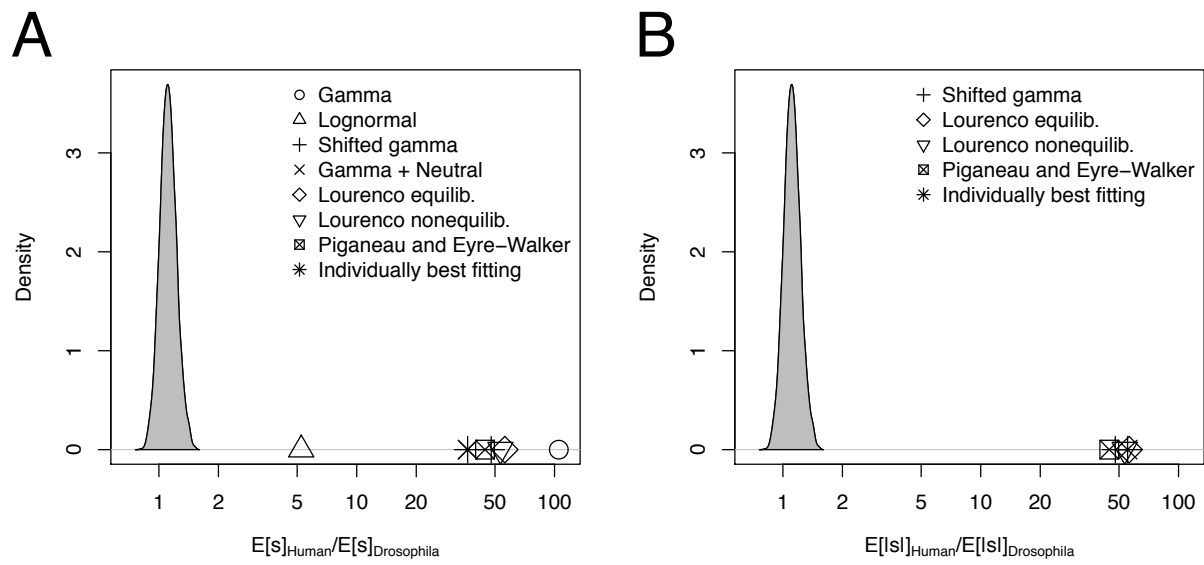 A
Density
0
1
2
3
Gamma
Lognormal
Shifted gamma
Gamma + Neutral
Lourenco equilib.
Lourenco nonequilib.
Piganeau and Eyre−Walker
Individually best fitting
1 2 5 10 20 50 100
E[s]Human/E[s]Drosophila
B
Density
0
1
2
3
Shifted gamma
Lourenco equilib.
Lourenco nonequilib.
Piganeau and Eyre−Walker
Individually best fitting
1 2 5 10 20 50 100
E[|s|]Human/E[|s|]Drosophila